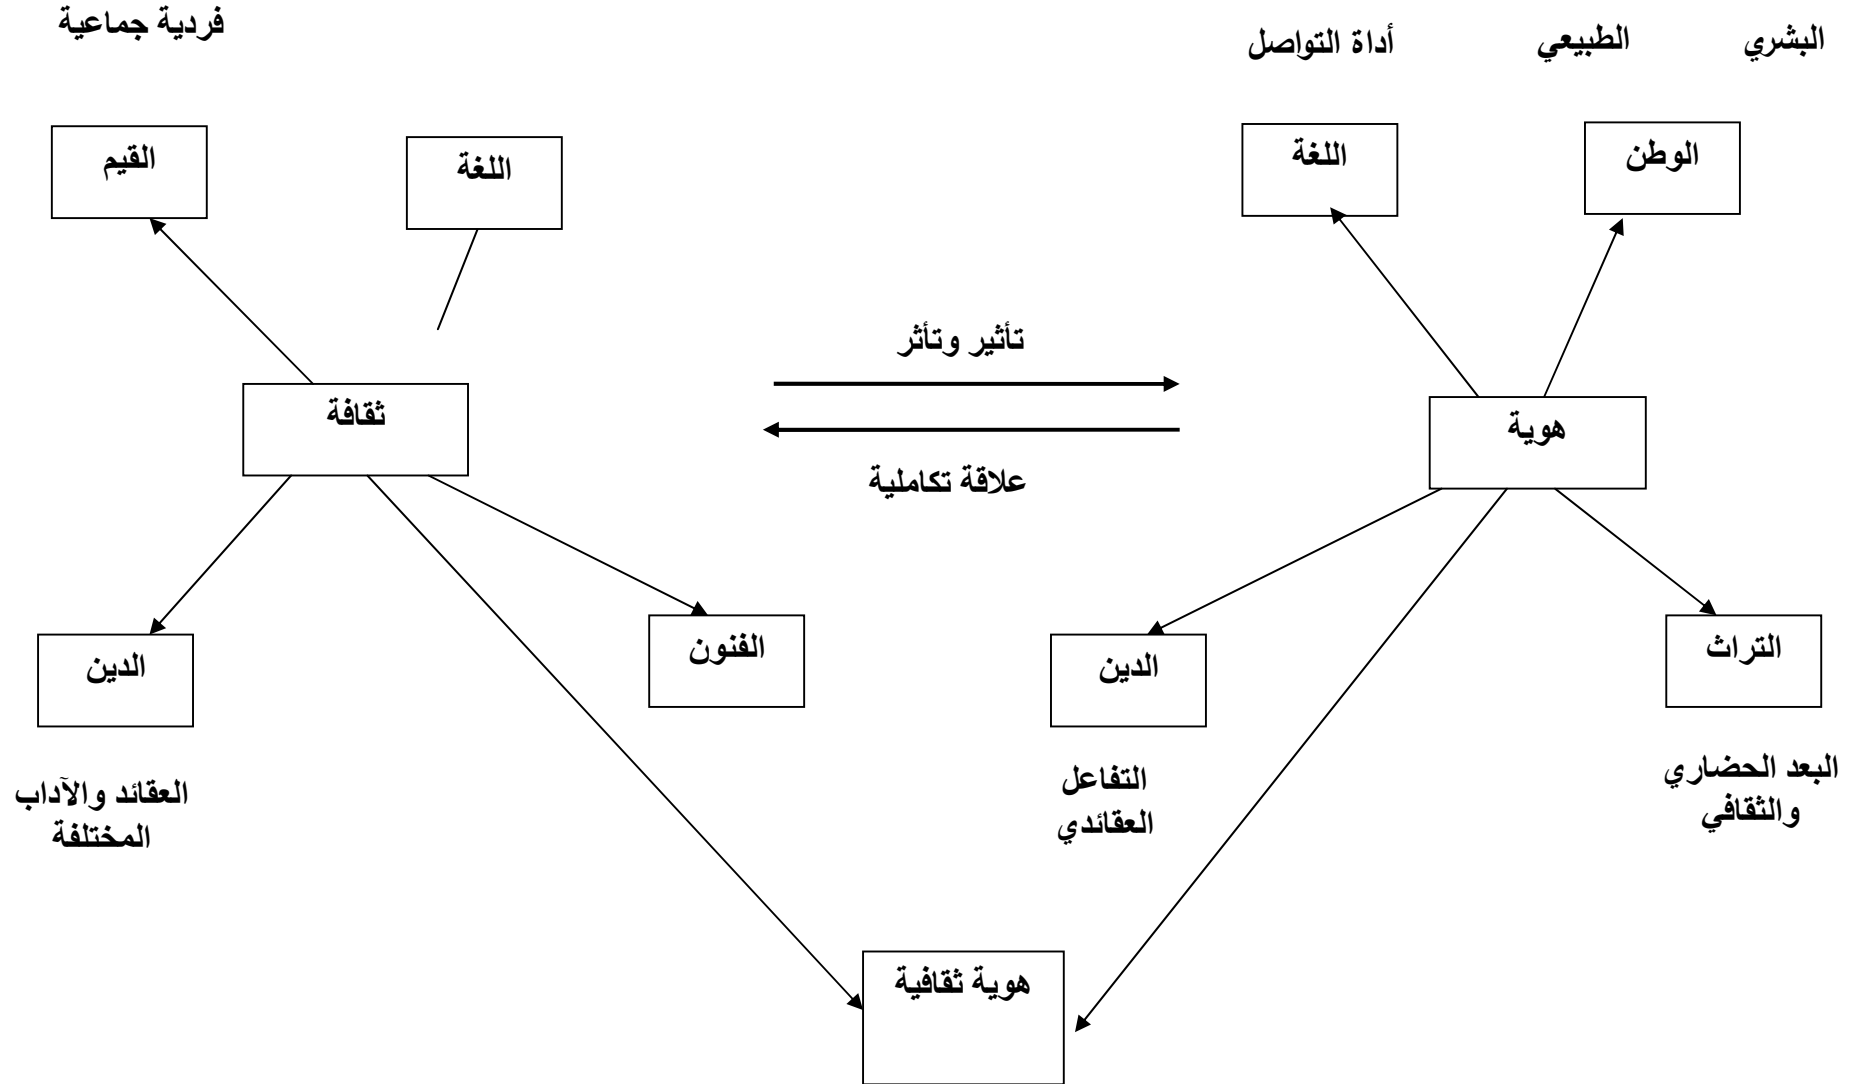 البشري
الطبيعي
أداة التواصل
فردية جماعية
الوطن
اللغة
اللغة
القيم
تأثير وتأثر
هوية
ثقافة
علاقة تكاملية
التراث
الدين
الفنون
الدين
البعد الحضاري
والثقافي
التفاعل
العقائدي
العقائد والآداب
المختلفة
هوية ثقافية